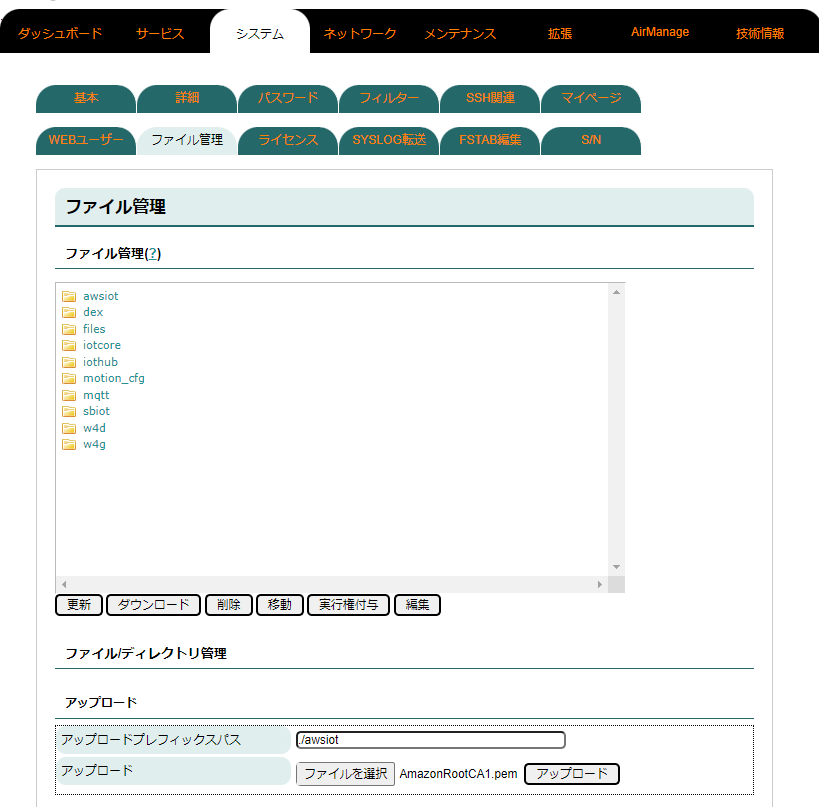 ダッシュボード サービス システム ネットワーク メンテナンス 拡張 AirManage 技術情報
基本 詳細 パスワード フィルター SSH関連 マイページ
WEBユーザー ファイル管理 ライセンス SYSLOG転送 FSTAB編集 S/N
ファイル管理
ファイル管理(?)
awsiot
dex
files
iotcore
iothub
motion_cfg
mqtt
sbiot
w4d
w4g
更新 ダウンロード 削除 移動 実行権付与 編集
ファイル/ディレクトリ管理
アップロード
アップロードプレフィックスパス ./awsiot
アップロード ファイルを選択 AmazonRootCA1.pem アップロード